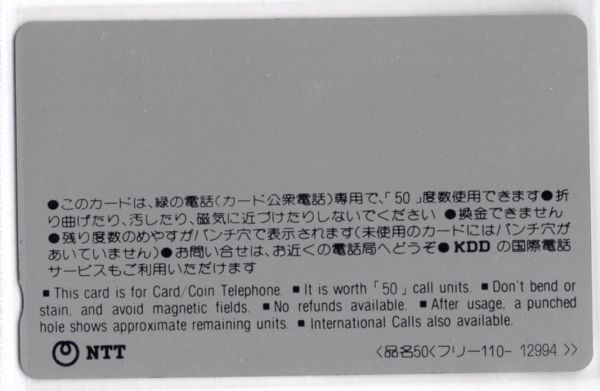 ●このカードは、緑の電話(カード公衆電話)専用で、「50」度数使用できます●折
り曲げたり、汚したり、磁気に近づけたりしないでください ●換金できません
●残り度数のめやすがパンチ穴で表示されます(未使用のカードにはパンチ穴が
あいていません)●お問い合せは、お近くの電話局へどうぞ● KDD の国際電話
サービスもご利用いただけます
■ This card is for Card/Coin Telephone. ■ It is worth「50」call units. ■ Don't bend or
stain, and avoid magnetic fields. ■ No refunds available. ■ After usage, a punched
hole shows approximate remaining units. ■ International Calls also available.
NTT
〈品名50〈フリー110- 12994 〉〉